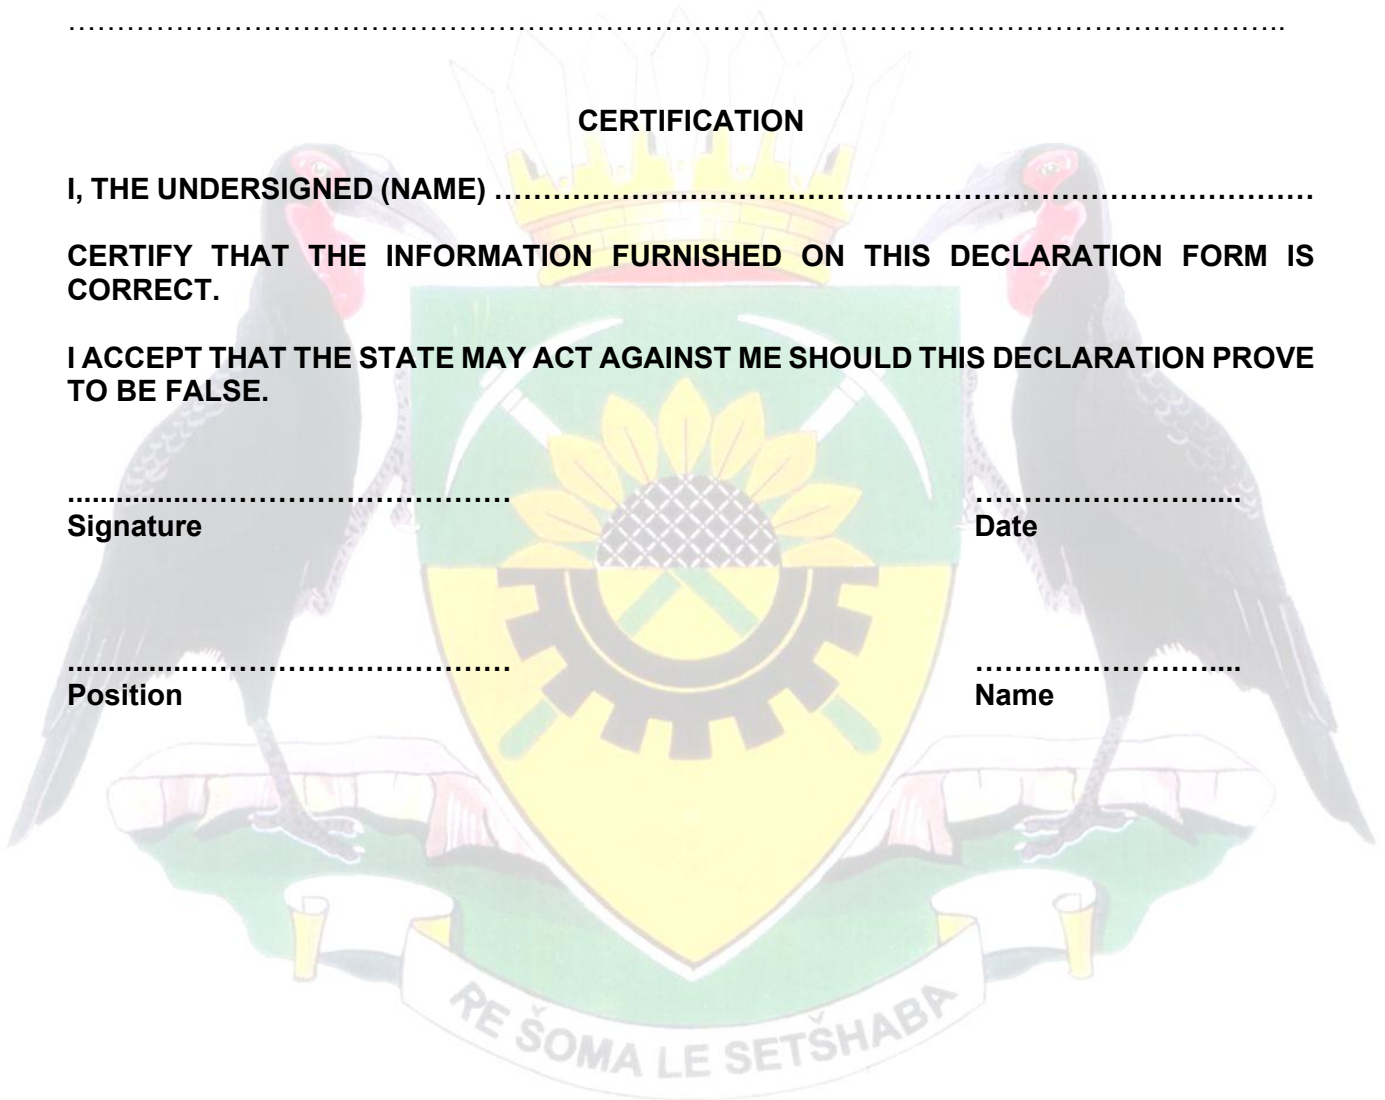 ……………………………………………………………………………………………………………..
CERTIFICATION
I, THE UNDERSIGNED (NAME) …………………………………………………………………………
CERTIFY THAT THE INFORMATION FURNISHED ON THIS DECLARATION FORM IS
CORRECT.
I ACCEPT THAT THE STATE MAY ACT AGAINST ME SHOULD THIS DECLARATION PROVE
TO BE FALSE.
...............…………………………… ……………………....
Signature Date
...............…………………………… ……………………....
Position Name
RE ŠOMA LE SETŠHABA